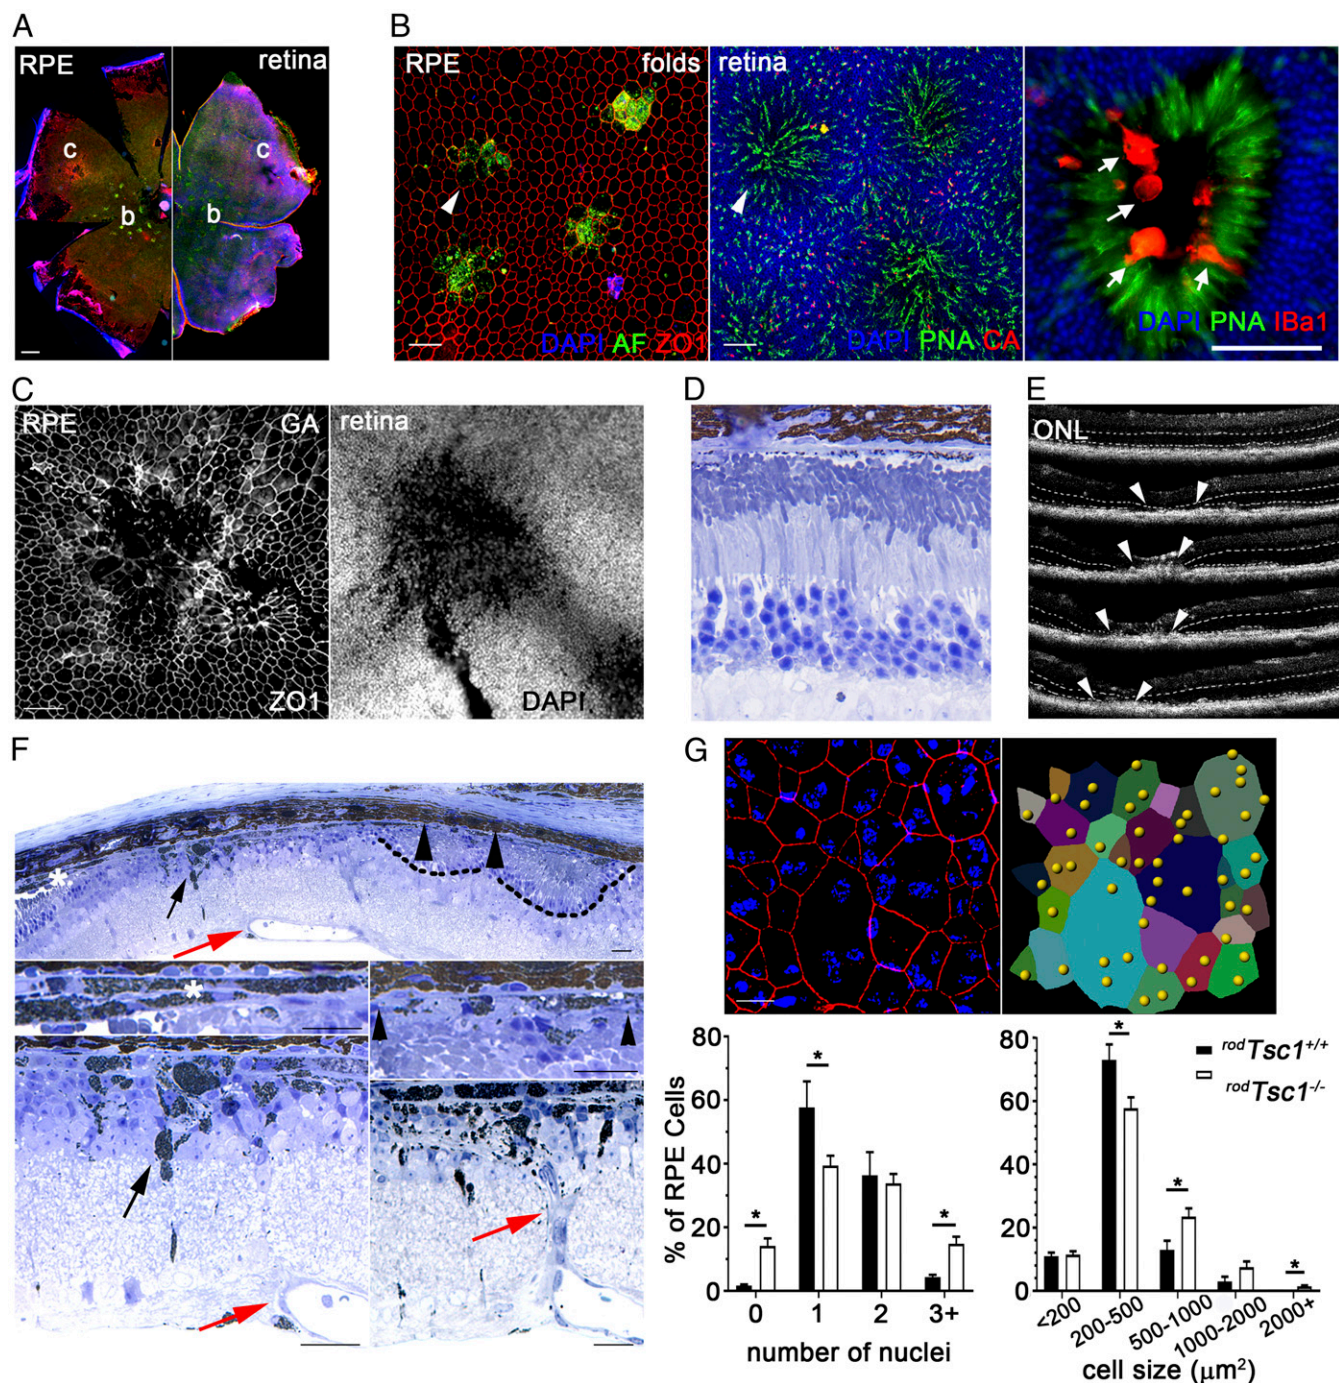 A
RPE
retina
c
c
b
b
B
RPE
folds
DAPI AF ZO1
retina
DAPI PNA CA
DAPI PNA IBa1
C
RPE
GA
ZO1
retina
DAPI
D
E
ONL
F
*
*
G
% of RPE Cells
80
60
40
20
0
*
*
*
0
1
2
3+
number of nuclei
80
60
40
20
0
*
*
*
<200
200-500
500-1000
1000-2000
2000+
cell size (μm²)
rodTsc1+/+
rodTsc1-/-